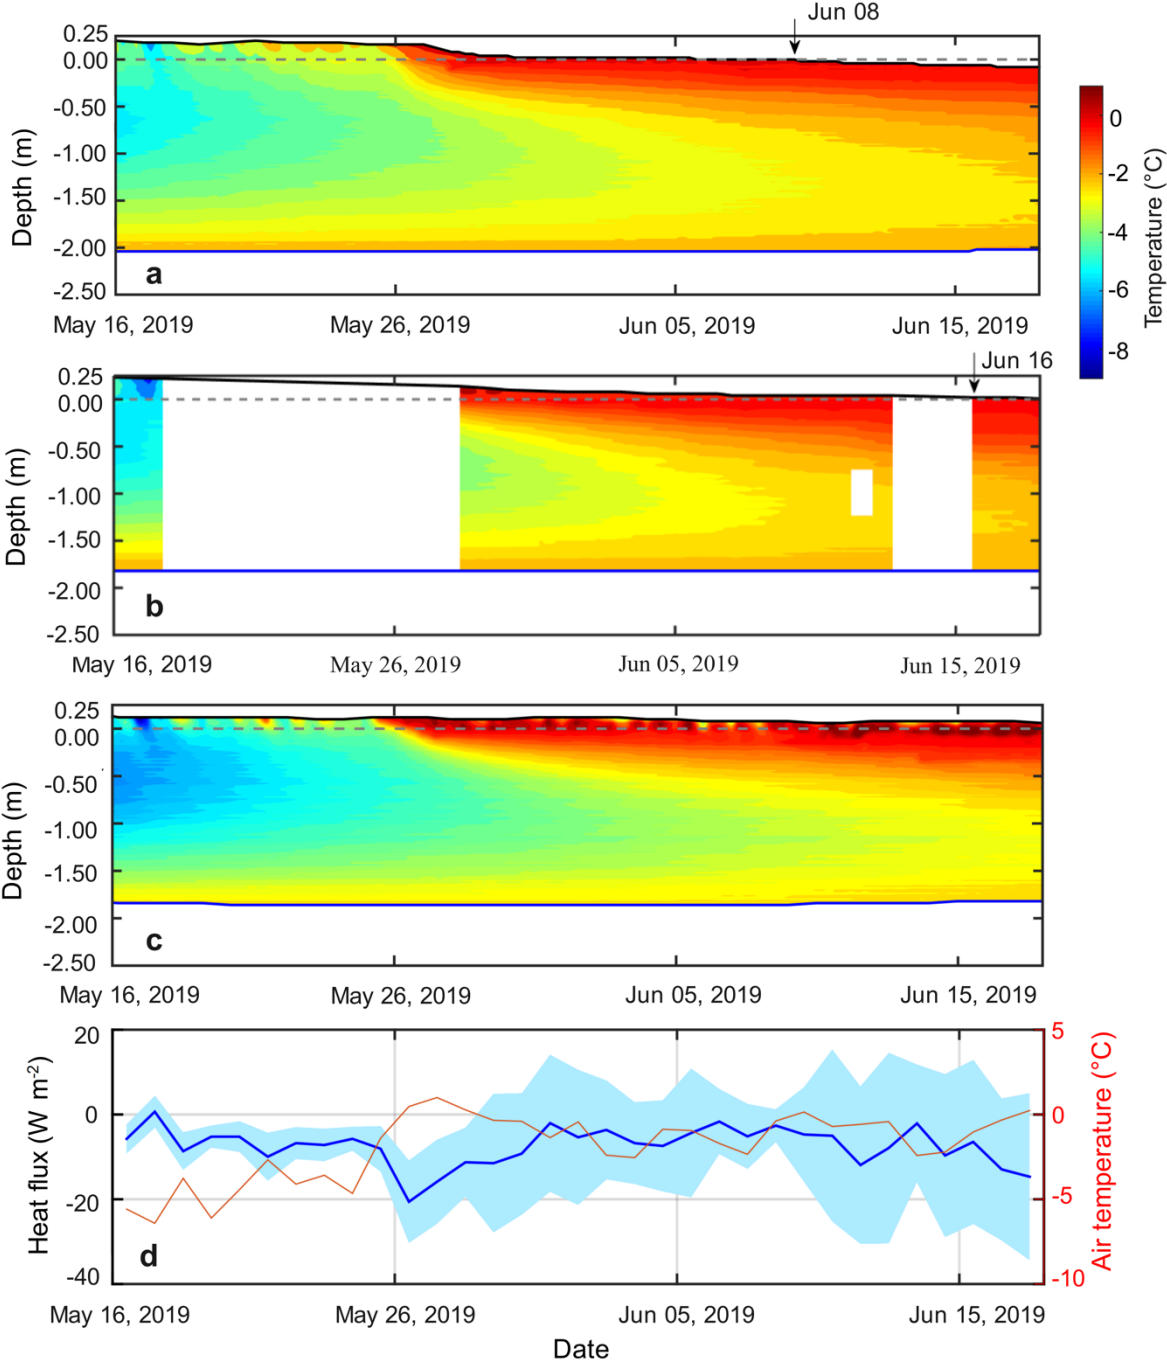 Jun 08
0.25
0.00
-0.50
-1.00
-1.50
-2.00
-2.50
Depth (m)
a
May 16, 2019 May 26, 2019 Jun 05, 2019 Jun 15, 2019
0
-2
-4
-6
-8
Temperature (°C)
Jun 16
0.25
0.00
-0.50
-1.00
-1.50
-2.00
-2.50
Depth (m)
b
May 16, 2019 May 26, 2019 Jun 05, 2019 Jun 15, 2019
0.25
0.00
-0.50
-1.00
-1.50
-2.00
-2.50
Depth (m)
c
May 16, 2019 May 26, 2019 Jun 05, 2019 Jun 15, 2019
20
0
-20
-40
Heat flux (W m-2)
d
5
0
-5
-10
Air temperature (°C)
May 16, 2019 May 26, 2019 Jun 05, 2019 Jun 15, 2019
Date